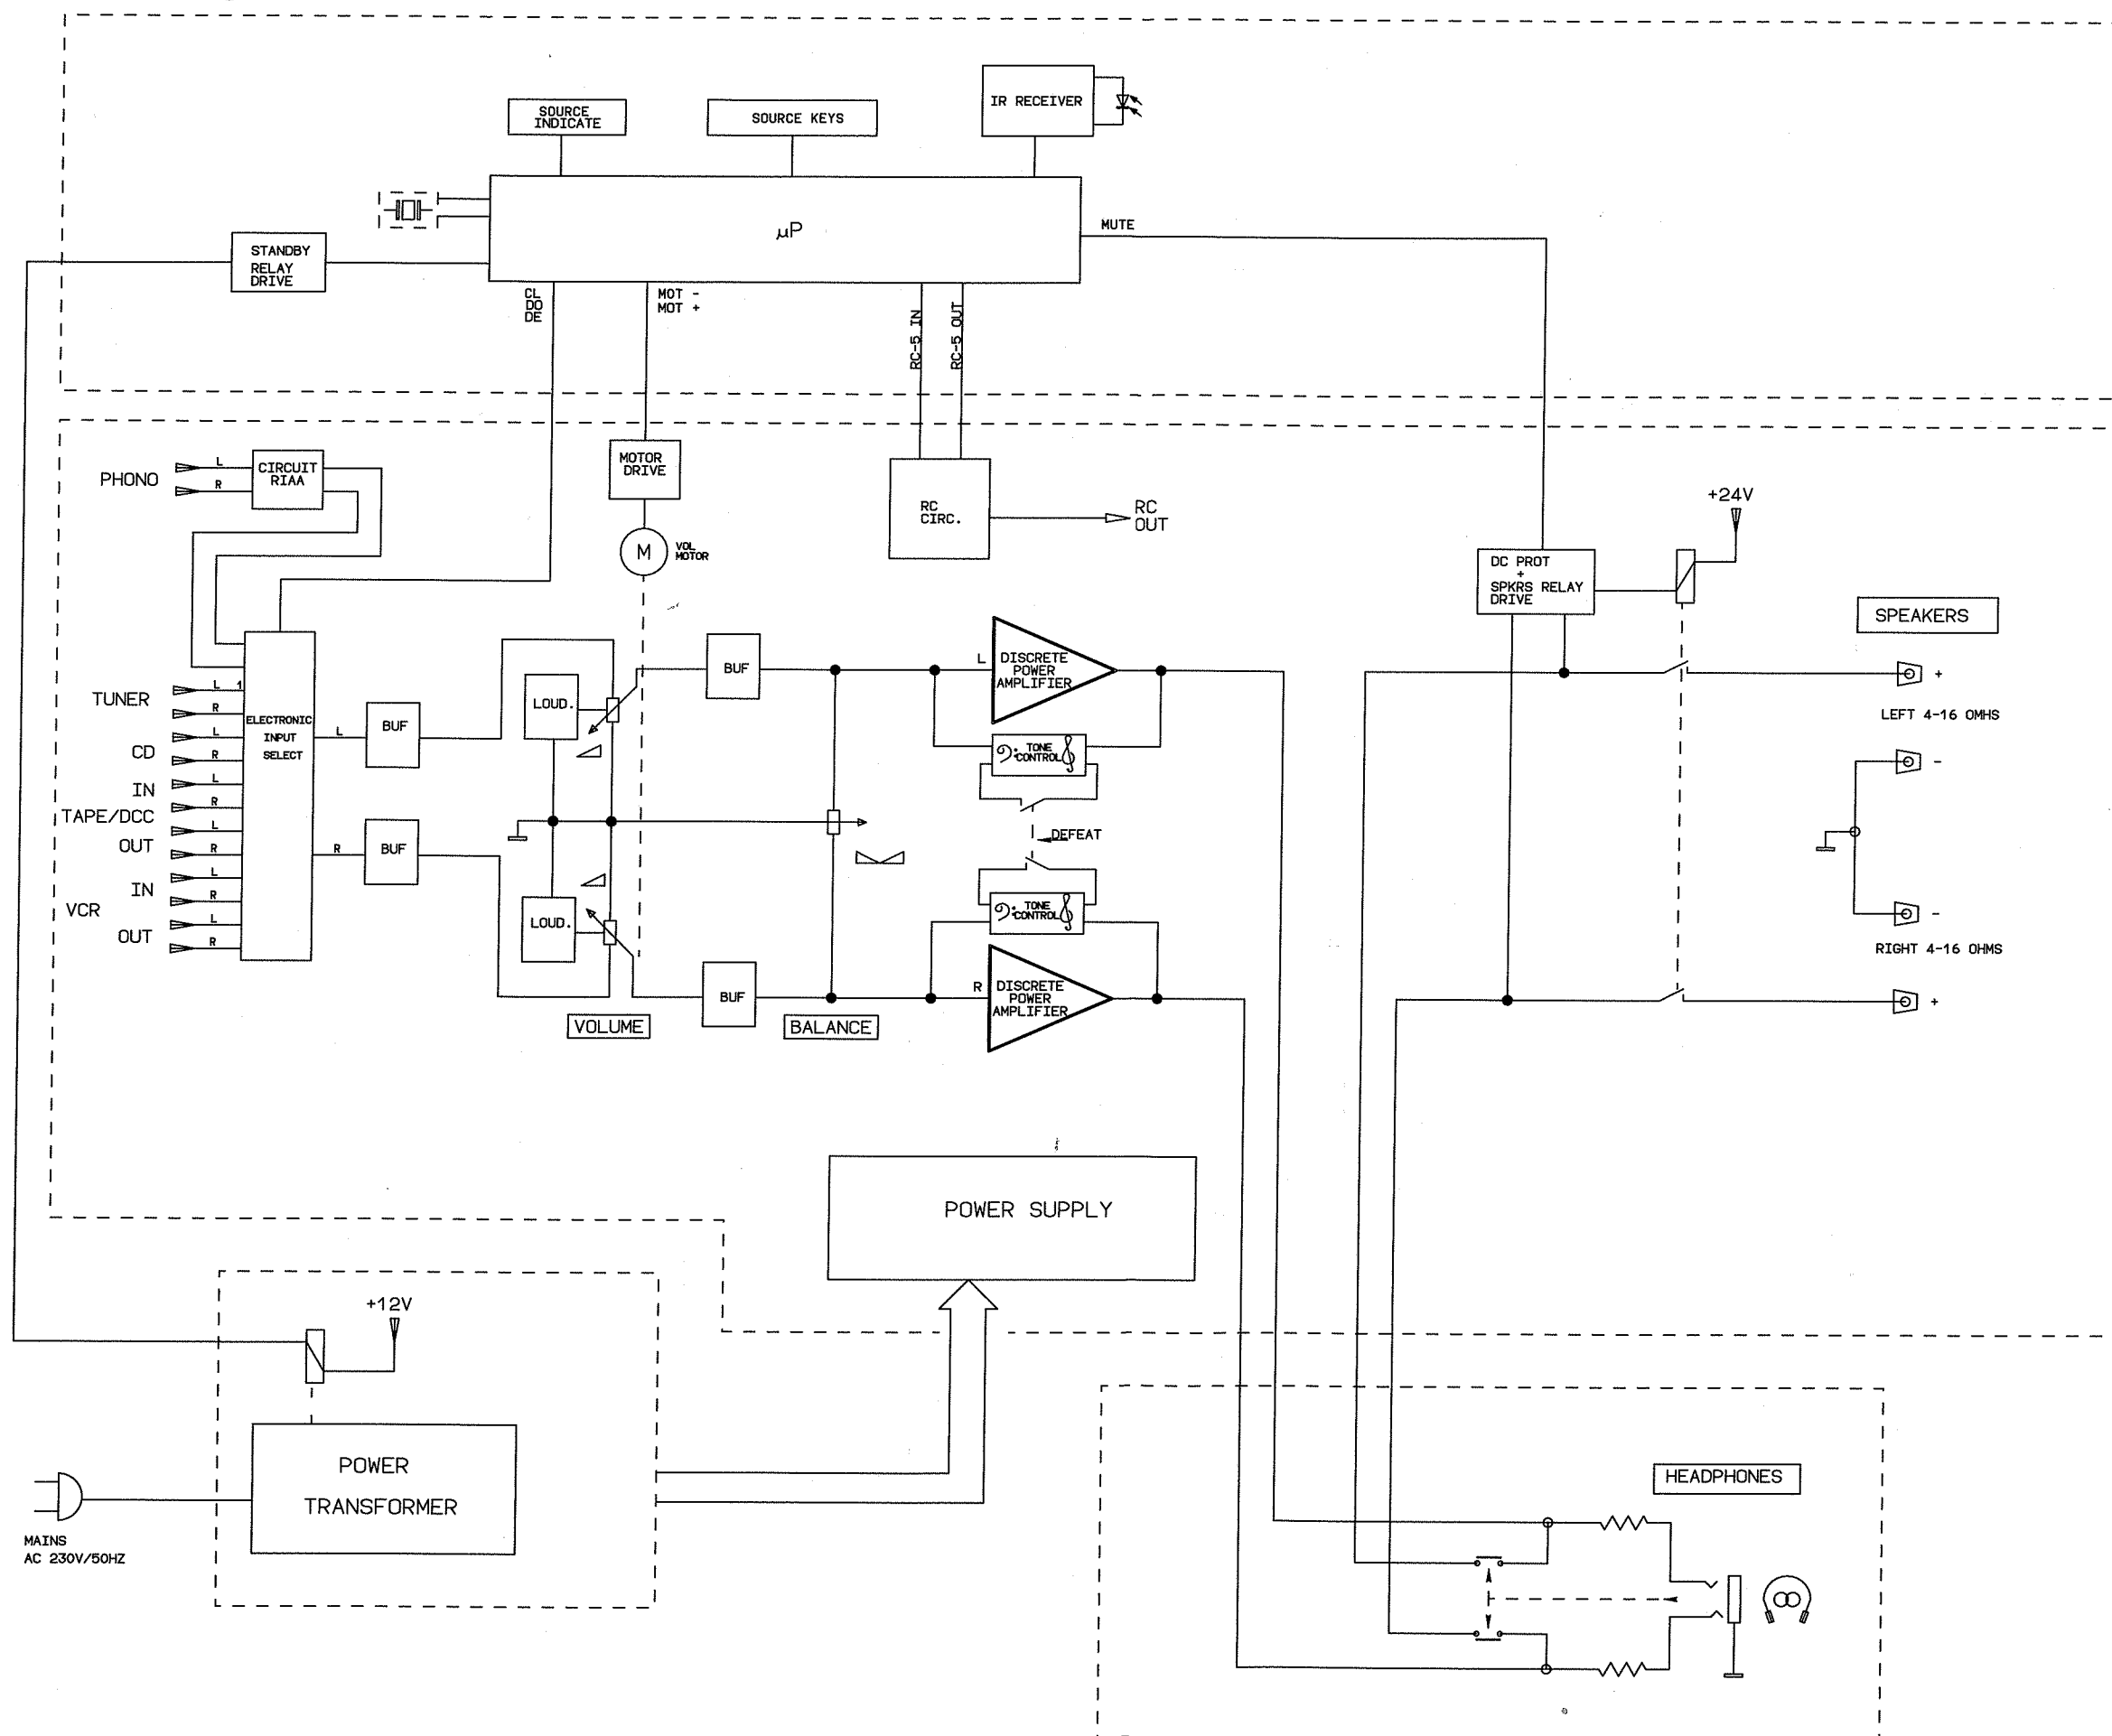 SOURCE
INDICATE
SOURCE KEYS
IR RECEIVER
µP
MUTE
STANDBY
RELAY
DRIVE
CL
DO
DE
MOT -
MOT +
RC-5 IN
RC-5 OUT
PHONO
L
R
CIRCUIT
RIAA
MOTOR
DRIVE
M
VOL
MOTOR
RC
CIRC.
RC
OUT
+24V
DC PROT
+
SPKRS RELAY
DRIVE
SPEAKERS
TUNER
L 1
R
CD
L
R
IN
L
R
TAPE/DCC
OUT
L
R
IN
L
R
VCR
OUT
L
R
ELECTRONIC
INPUT
SELECT
L
BUF
R
BUF
LOUD.
LOUD.
BUF
BUF
VOLUME
BALANCE
L
DISCRETE
POWER
AMPLIFIER
TONE
CONTROL
DEFEAT
TONE
CONTROL
R
DISCRETE
POWER
AMPLIFIER
+
LEFT 4-16 OMHS
-
-
RIGHT 4-16 OHMS
+
POWER SUPPLY
+12V
POWER
TRANSFORMER
MAINS
AC 230V/50HZ
HEADPHONES